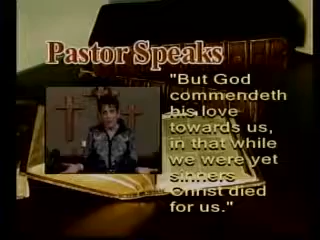 Pastor Speaks
"But God
commendeth
his love
towards us,
in that while
we were yet
sinners
Christ died
for us."